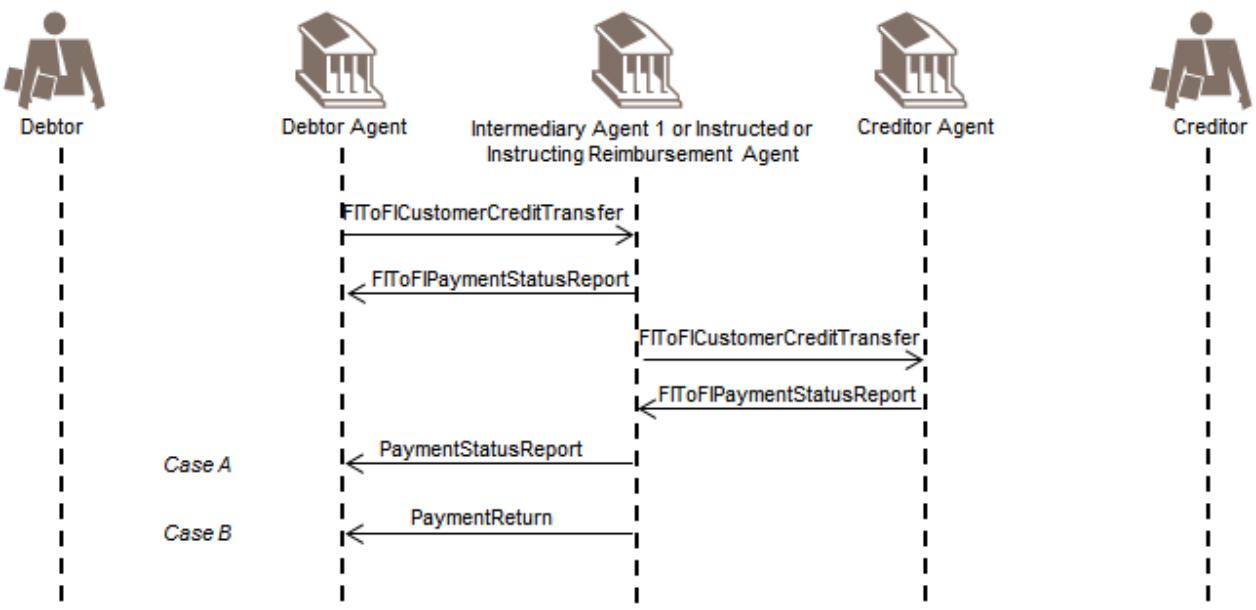 Debtor
Debtor Agent
Intermediary Agent 1 or Instructed or
Instructing Reimbursement Agent
Creditor Agent
Creditor
FIToFICustomerCreditTransfer
FIToFIPaymentStatusReport
FIToFICustomerCreditTransfer
FIToFIPaymentStatusReport
PaymentStatusReport
Case A
PaymentReturn
Case B